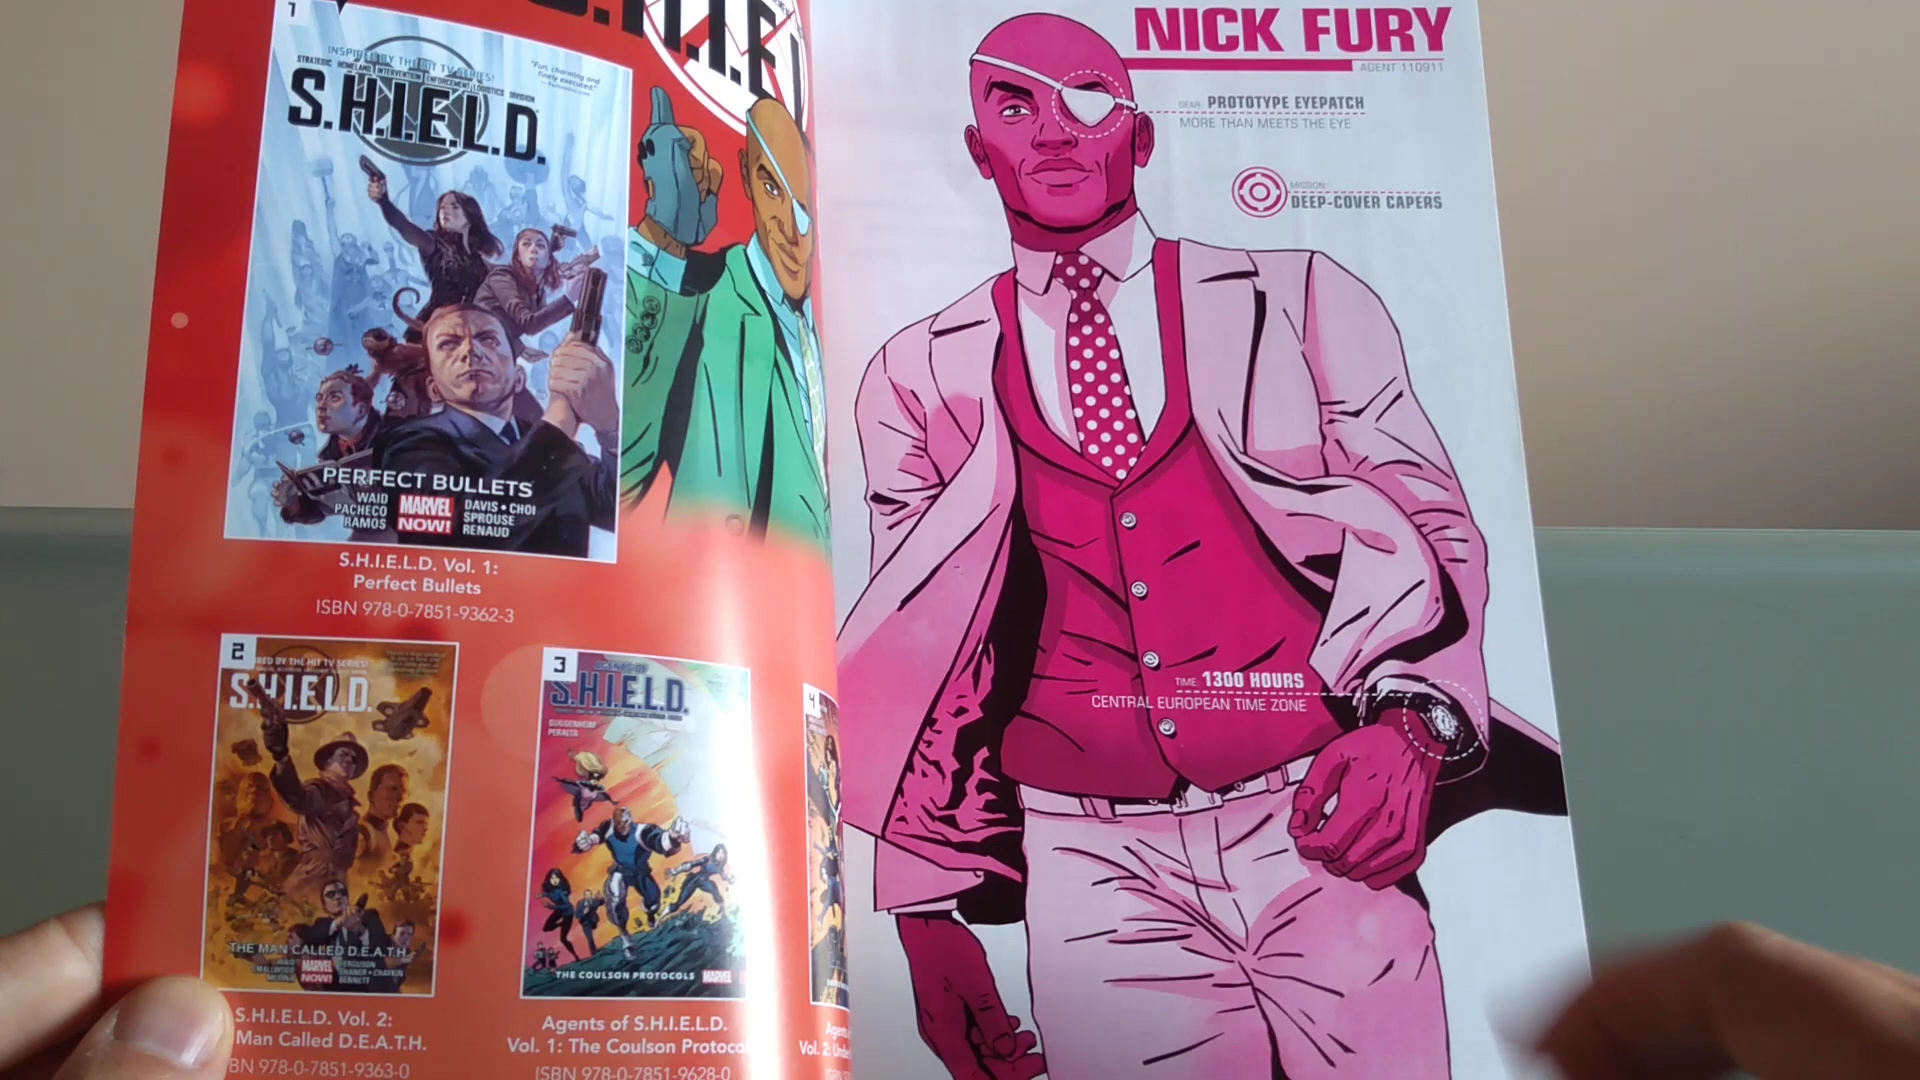 1
INSPIRED BY THE HIT TV SERIES!
STRATEGIC HOMELAND INTERVENTION ENFORCEMENT LOGISTICS DIVISION
S.H.I.E.L.D.
"Fun, charming and
finely executed."
PERFECT BULLETS
WAID
PACHECO
RAMOS
MARVEL
NOW!
DAVIS • CHOI
SPROUSE
RENAUD
S.H.I.E.L.D. Vol. 1:
Perfect Bullets
ISBN 978-0-7851-9362-3
2
RED BY THE HIT TV SERIES!
S.H.I.E.L.D.
THE MAN CALLED D.E.A.T.H.
MARVEL
NOW!
S.H.I.E.L.D. Vol. 2:
Man Called D.E.A.T.H.
BN 978-0-7851-9363-0
3
AGENTS OF
S.H.I.E.L.D.
GUGGENHEIM
PERALTA
THE COULSON PROTOCOLS
MARVEL
Agents of S.H.I.E.L.D.
Vol. 1: The Coulson Protoco
ISBN 978-0-7851-9628-0
4
Vol. 2:
NICK FURY
AGENT 110911
GEAR: PROTOTYPE EYEPATCH
MORE THAN MEETS THE EYE
MISSION:
DEEP-COVER CAPERS
TIME: 1300 HOURS
CENTRAL EUROPEAN TIME ZONE